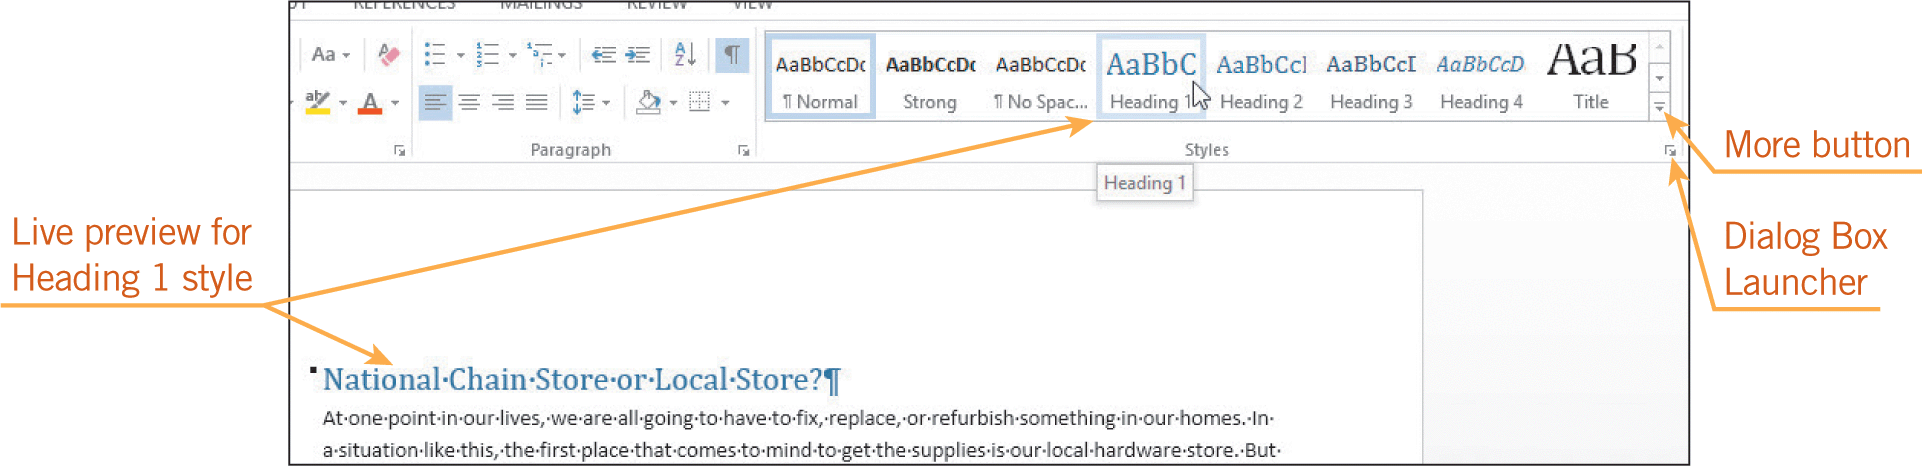 REFERENCES MAILINGS REVIEW VIEW
Aa
AaBbCcDc AaBbCcDc AaBbCcDc AaBbC AaBbCcI AaBbCcI AaBbCcD AaB
¶ Normal Strong ¶ No Spac... Heading 1 Heading 2 Heading 3 Heading 4 Title
Paragraph Styles
More button
Heading 1
Live preview for
Heading 1 style
Dialog Box
Launcher
National·Chain·Store·or·Local·Store?¶
At·one·point·in·our·lives,·we·are·all·going·to·have·to·fix,·replace,·or·refurbish·something·in·our·homes.·In·
a·situation·like·this,·the·first·place·that·comes·to·mind·to·get·the·supplies·is·our·local·hardware·store.·But·